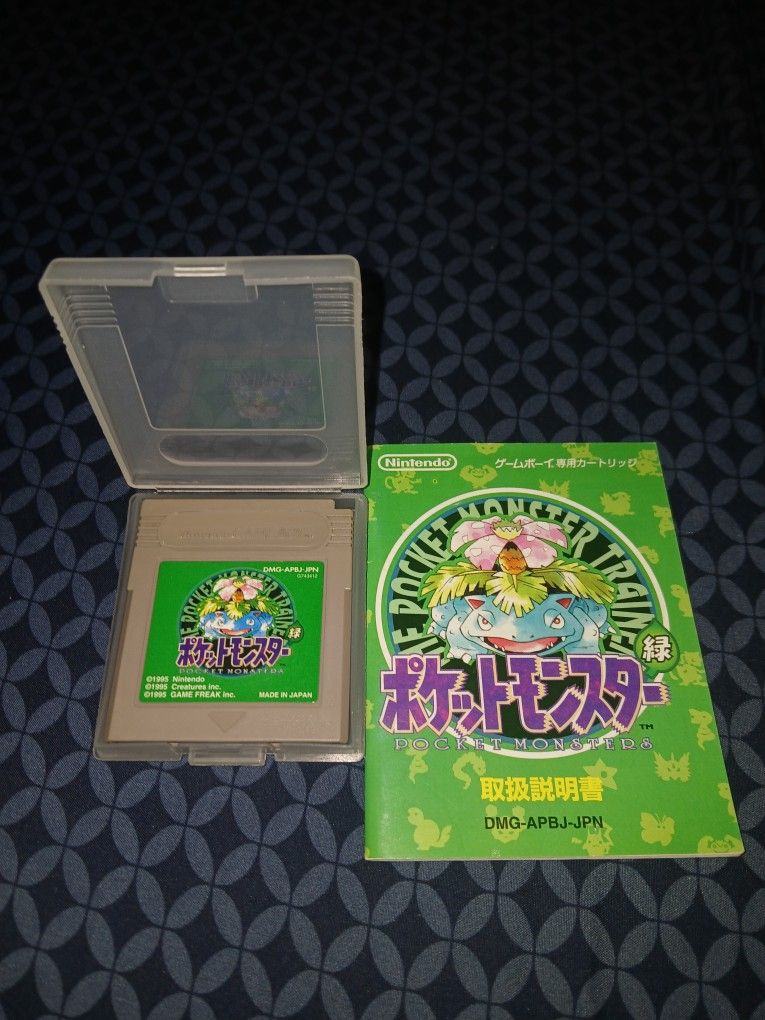 DMG-APBJ-JPN
THE POCKET MONSTER TRAINER
緑
ポケットモンスター
POCKET MONSTERS
©1995 Nintendo
©1995 Creatures inc.
©1995 GAME FREAK inc.
MADE IN JAPAN
Nintendo
ゲームボーイ専用カートリッジ
THE POCKET MONSTER TRAINER
緑
ポケットモンスター
TM
POCKET MONSTERS
取扱説明書
DMG-APBJ-JPN